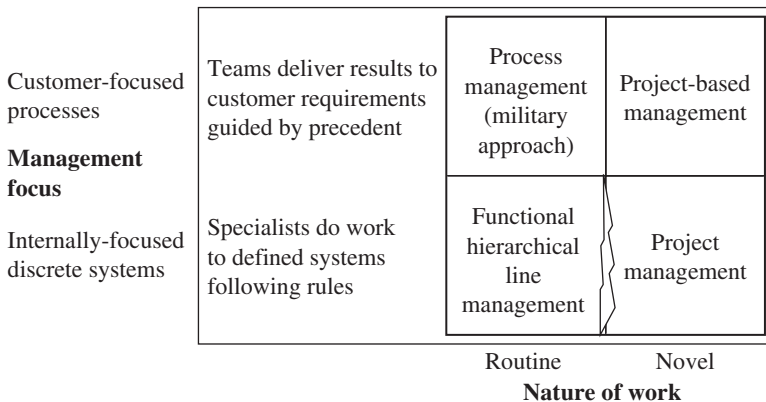 Customer-focused
processes
Management
focus
Internally-focused
discrete systems
Teams deliver results to
customer requirements
guided by precedent
Specialists do work
to defined systems
following rules
Process
management
(military
approach)
Project-based
management
Functional
hierarchical
line
management
Project
management
Routine
Novel
Nature of work